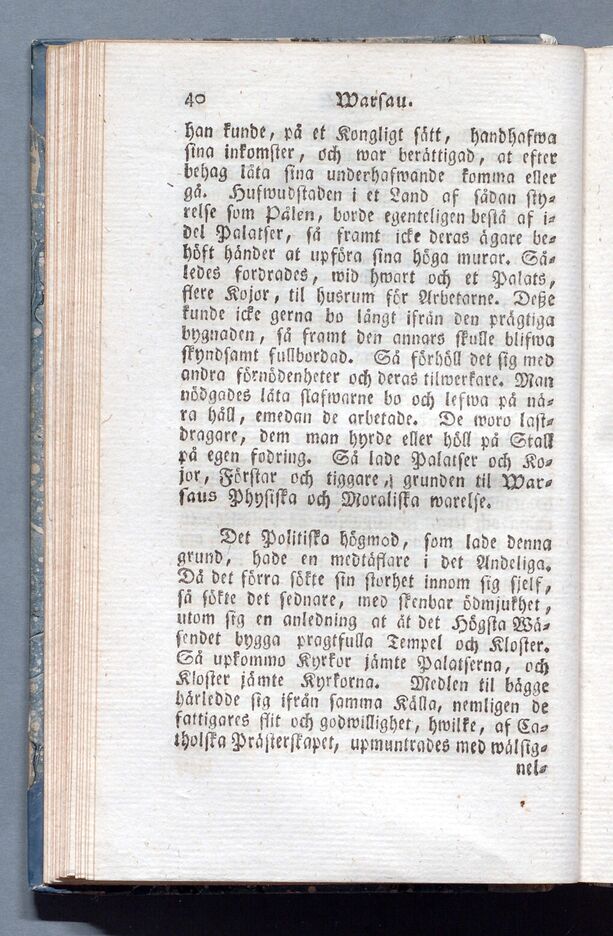 40 Warsau.
han kunde, på et Kongligt sätt, handhafwa
sina inkomster, och war berättigad, at efter
behag låta sina underhafwande komma eller
gå. Hufwudstaden i et Land af sådan sty-
relse som Pålen, borde egenteligen bestå af i-
del Palatser, så framt icke deras ägare be-
höft händer at upföra sina höga murar. Så-
ledes fordrades, wid hwart och et Palats,
flere Kojor, til husrum för Arbetarne. Deße
kunde icke gerna bo långt ifrån den prägtiga
bygnaden, så framt den annars skulle blifwa
skyndsamt fullbordad. Så förhöll det sig med
andra förnödenheter och deras tilwerkare. Man
nödgades låta slafwarne bo och lefwa på nä-
ra håll, emedan de arbetade. De woro last-
dragare, dem man hyrde eller höll på Stall
på egen fodring. Så lade Palatser och Ko-
jor, Förstar och tiggare, grunden til War-
saus Physiska och Moraliska warelse.
Det Politiska högmod, som lade denna
grund, hade en medtäflare i det Andeliga.
Då det förra sökte sin storhet innom sig sjelf,
så sökte det sednare, med skenbar ödmjukhet,
utom sig en anledning at åt det Högsta Wä-
sendet bygga pragtfulla Tempel och Kloster.
Så upkommo Kyrkor jämte Palatserna, och
Kloster jämte Kyrkorna. Medlen til bägge
härledde sig ifrån samma Källa, nemligen de
fattigares flit och godwillighet, hwilke, af Ca-
tholska Prästerskapet, upmuntrades med wälsig-
nel-